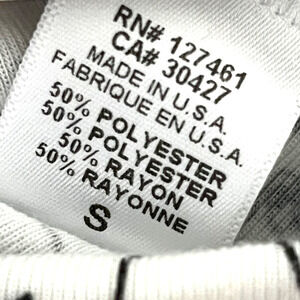 RN# 127461
CA# 30427
MADE IN U.S.A.
FABRIQUE EN U.S.A.
50% POLYESTER
50% POLYESTER
50% RAYON
50% RAYONNE
S